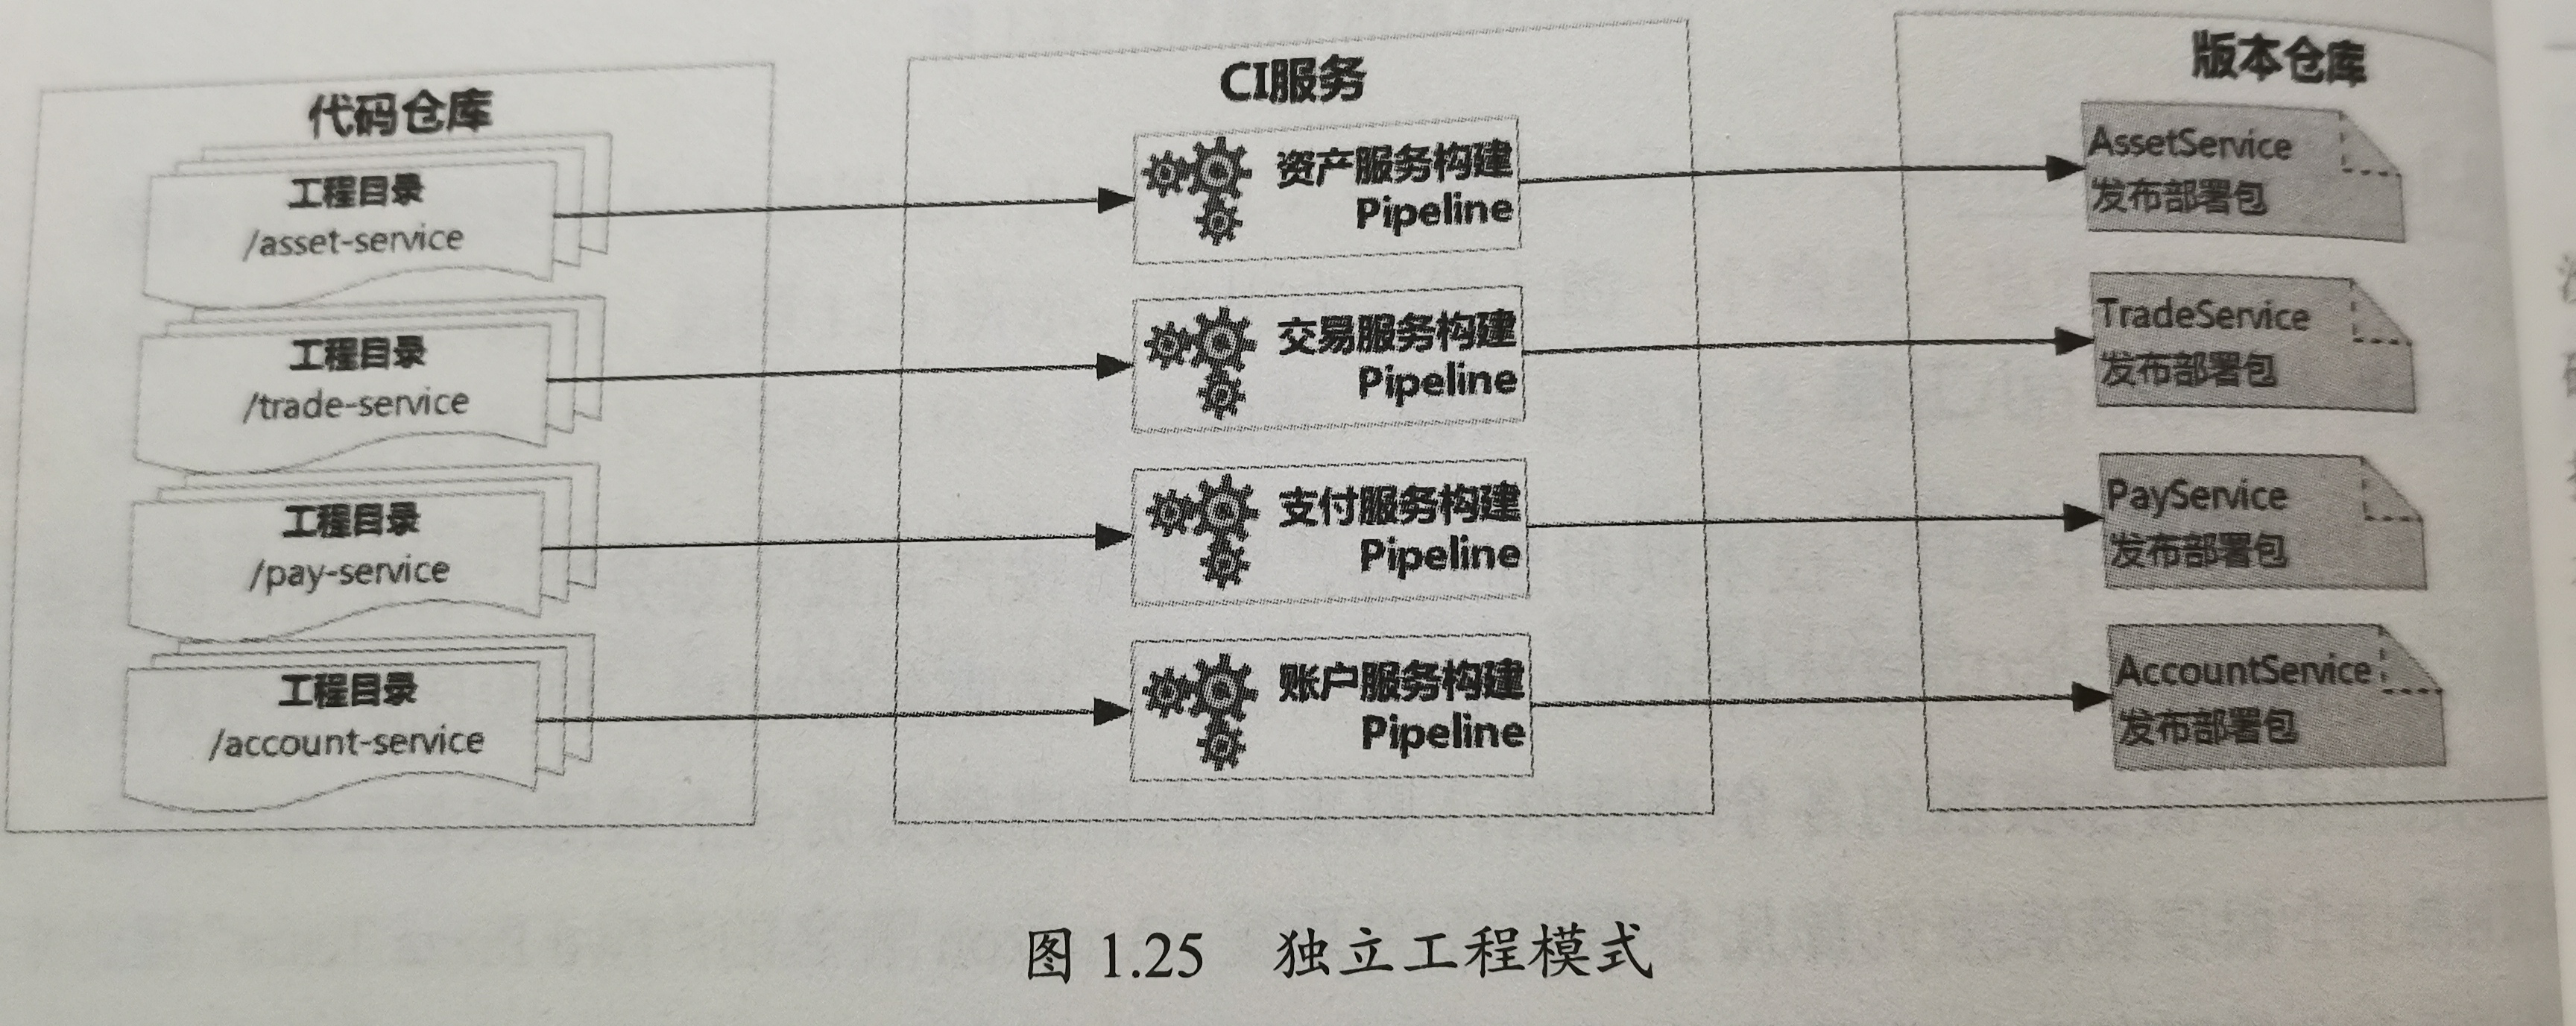 代码仓库
工程目录
/asset-service
工程目录
/trade-service
工程目录
/pay-service
工程目录
/account-service
CI服务
资产服务构建
Pipeline
交易服务构建
Pipeline
支付服务构建
Pipeline
账户服务构建
Pipeline
版本仓库
AssetService
发布部署包
TradeService
发布部署包
PayService
发布部署包
AccountService
发布部署包
图 1.25 独立工程模式